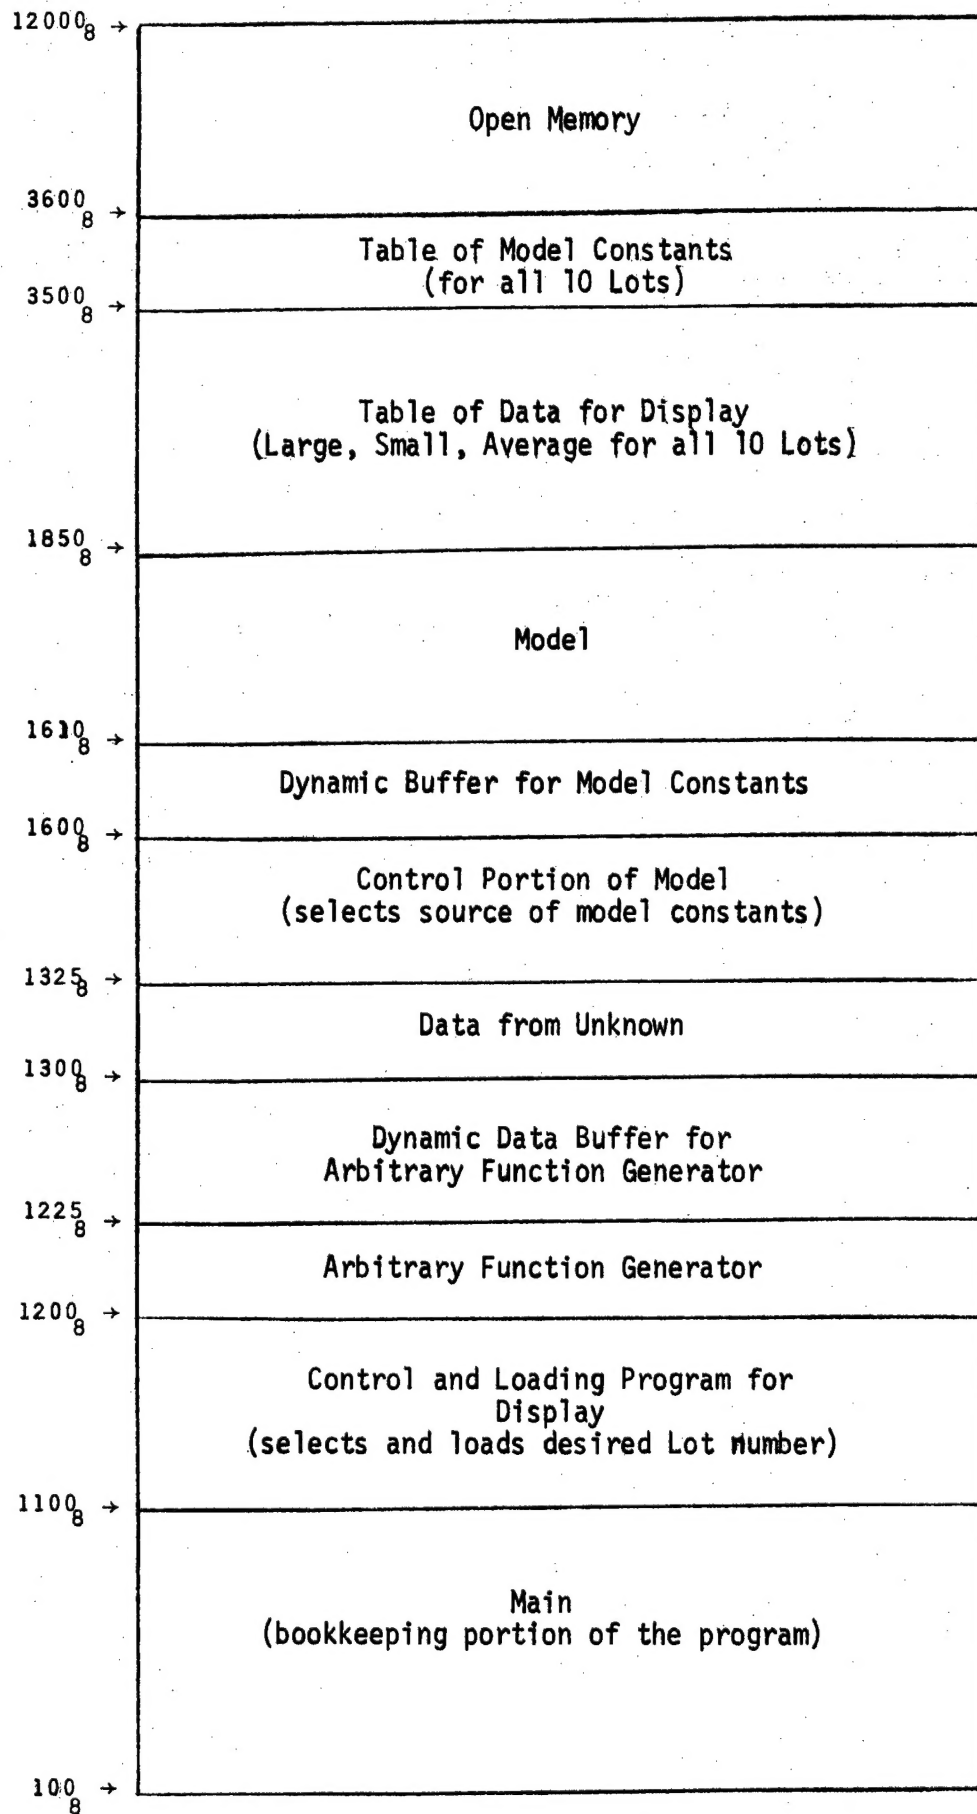 12000₈ →
Open Memory
3600₈ →
Table of Model Constants
(for all 10 Lots)
3500₈ →
Table of Data for Display
(Large, Small, Average for all 10 Lots)
1850₈ →
Model
1610₈ →
Dynamic Buffer for Model Constants
1600₈ →
Control Portion of Model
(selects source of model constants)
1325₈ →
Data from Unknown
1300₈ →
Dynamic Data Buffer for
Arbitrary Function Generator
1225₈ →
Arbitrary Function Generator
1200₈ →
Control and Loading Program for
Display
(selects and loads desired Lot number)
1100₈ →
Main
(bookkeeping portion of the program)
100₈ →